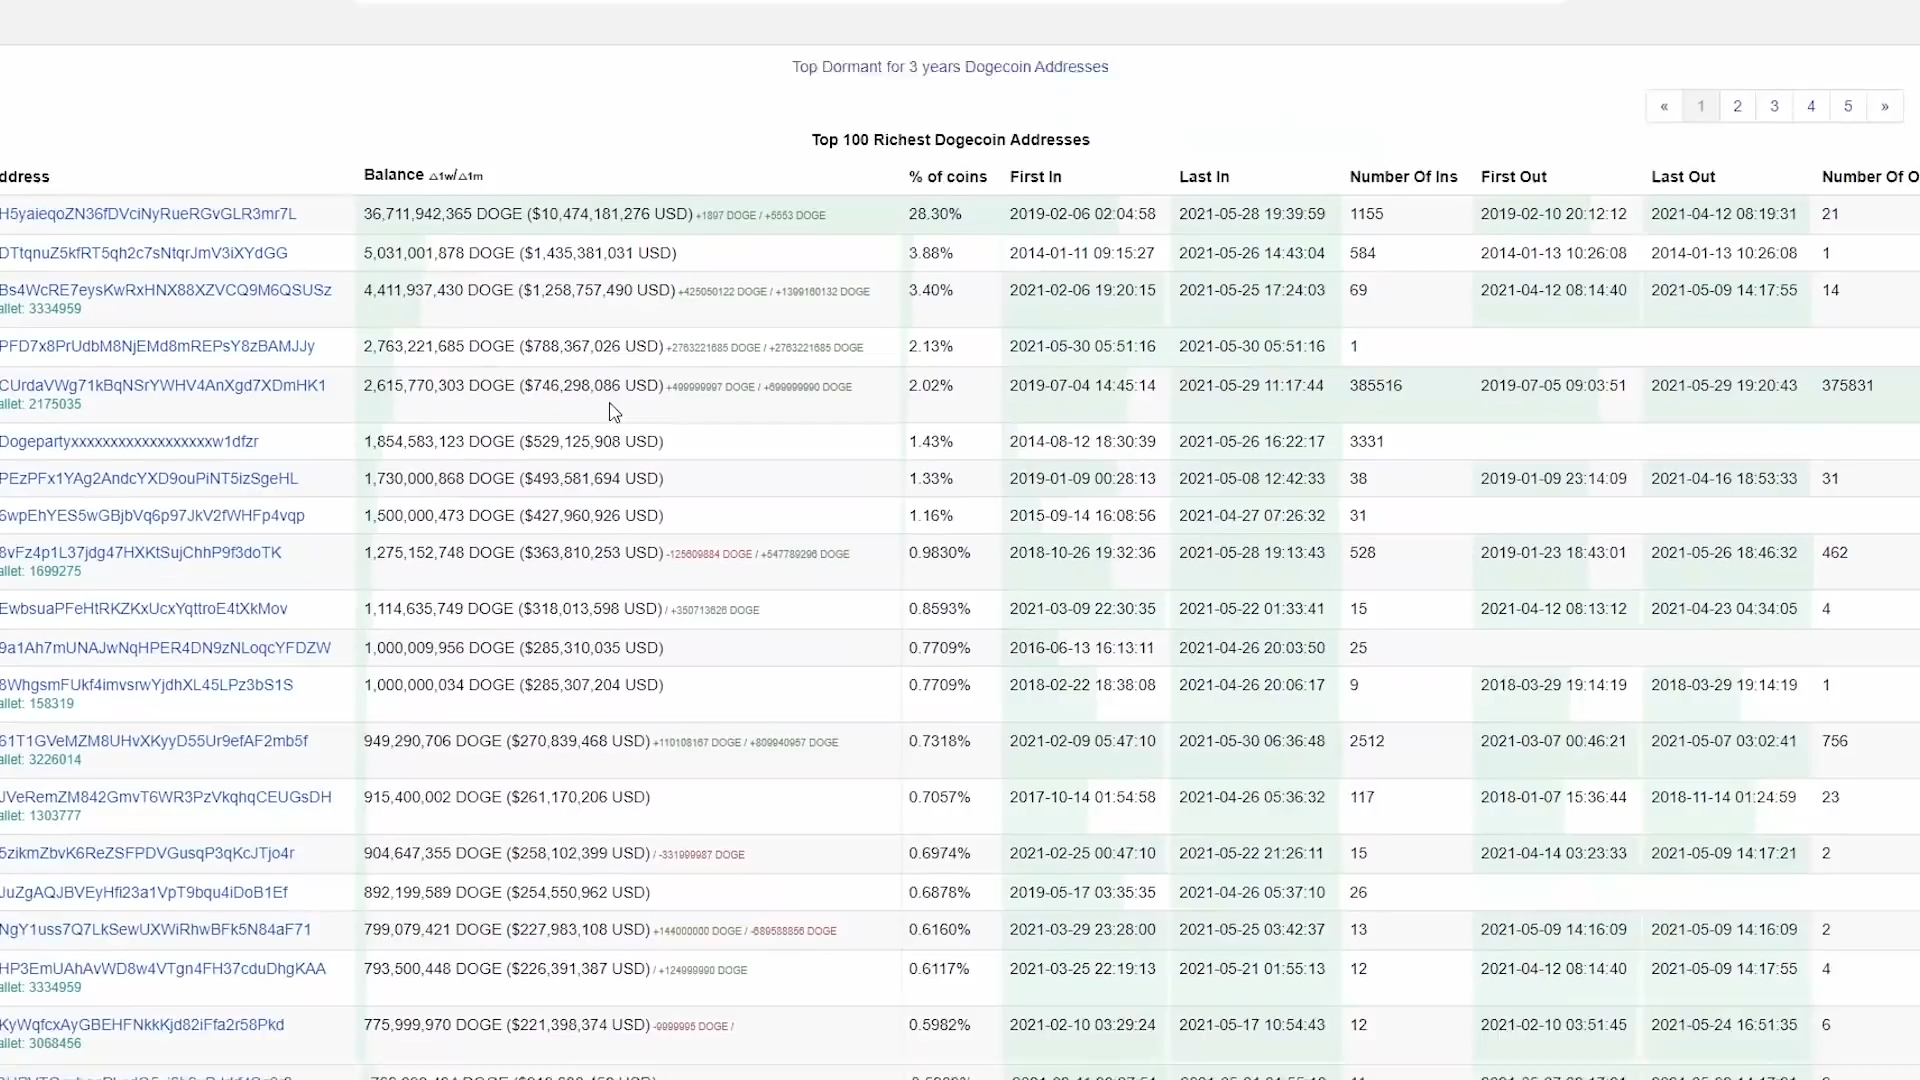 Top Dormant for 3 years Dogecoin Addresses
« 1 2 3 4 5 »
Top 100 Richest Dogecoin Addresses
ddress Balance △1w/△1m % of coins First In Last In Number Of Ins First Out Last Out Number Of O
H5yaieqoZN36fDVciNyRueRGvGLR3mr7L 36,711,942,365 DOGE ($10,474,181,276 USD) +1897 DOGE / +5553 DOGE 28.30% 2019-02-06 02:04:58 2021-05-28 19:39:59 1155 2019-02-10 20:12:12 2021-04-12 08:19:31 21
DTtqnuZ5kfRT5qh2c7sNtqrJmV3iXYdGG 5,031,001,878 DOGE ($1,435,381,031 USD) 3.88% 2014-01-11 09:15:27 2021-05-26 14:43:04 584 2014-01-13 10:26:08 2014-01-13 10:26:08 1
Bs4WcRE7eysKwRxHNX88XZVCQ9M6QSUSz 4,411,937,430 DOGE ($1,258,757,490 USD) +425050122 DOGE / +1399160132 DOGE 3.40% 2021-02-06 19:20:15 2021-05-25 17:24:03 69 2021-04-12 08:14:40 2021-05-09 14:17:55 14
allet: 3334959
PFD7x8PrUdbM8NjEMd8mREPsY8zBAMJJy 2,763,221,685 DOGE ($788,367,026 USD) +2763221685 DOGE / +2763221685 DOGE 2.13% 2021-05-30 05:51:16 2021-05-30 05:51:16 1
CUrdaVWg71kBqNSrYWHV4AnXgd7XDmHK1 2,615,770,303 DOGE ($746,298,086 USD) +499999997 DOGE / +699999990 DOGE 2.02% 2019-07-04 14:45:14 2021-05-29 11:17:44 385516 2019-07-05 09:03:51 2021-05-29 19:20:43 375831
allet: 2175035
Dogepartyxxxxxxxxxxxxxxxxxxw1dfzr 1,854,583,123 DOGE ($529,125,908 USD) 1.43% 2014-08-12 18:30:39 2021-05-26 16:22:17 3331
PEzPFx1YAg2AndcYXD9ouPiNT5izSgeHL 1,730,000,868 DOGE ($493,581,694 USD) 1.33% 2019-01-09 00:28:13 2021-05-08 12:42:33 38 2019-01-09 23:14:09 2021-04-16 18:53:33 31
6wpEhYES5wGBjbVq6p97JkV2fWHFp4vqp 1,500,000,473 DOGE ($427,960,926 USD) 1.16% 2015-09-14 16:08:56 2021-04-27 07:26:32 31
8vFz4p1L37jdg47HXKtSujChhP9f3doTK 1,275,152,748 DOGE ($363,810,253 USD) -125609884 DOGE / +547789296 DOGE 0.9830% 2018-10-26 19:32:36 2021-05-28 19:13:43 528 2019-01-23 18:43:01 2021-05-26 18:46:32 462
allet: 1699275
EwbsuaPFeHtRKZKxUcxYqttroE4tXkMov 1,114,635,749 DOGE ($318,013,598 USD) / +350713626 DOGE 0.8593% 2021-03-09 22:30:35 2021-05-22 01:33:41 15 2021-04-12 08:13:12 2021-04-23 04:34:05 4
9a1Ah7mUNAJwNqHPER4DN9zNLoqcYFDZW 1,000,009,956 DOGE ($285,310,035 USD) 0.7709% 2016-06-13 16:13:11 2021-04-26 20:03:50 25
8WhgsmFUkf4imvsrwYjdhXL45LPz3bS1S 1,000,000,034 DOGE ($285,307,204 USD) 0.7709% 2018-02-22 18:38:08 2021-04-26 20:06:17 9 2018-03-29 19:14:19 2018-03-29 19:14:19 1
allet: 158319
61T1GVeMZM8UHvXKyyD55Ur9efAF2mb5f 949,290,706 DOGE ($270,839,468 USD) +110108167 DOGE / +809940957 DOGE 0.7318% 2021-02-09 05:47:10 2021-05-30 06:36:48 2512 2021-03-07 00:46:21 2021-05-07 03:02:41 756
allet: 3226014
JVeRemZM842GmvT6WR3PzVkqhqCEUGsDH 915,400,002 DOGE ($261,170,206 USD) 0.7057% 2017-10-14 01:54:58 2021-04-26 05:36:32 117 2018-01-07 15:36:44 2018-11-14 01:24:59 23
allet: 1303777
5zikmZbvK6ReZSFPDVGusqP3qKcJTjo4r 904,647,355 DOGE ($258,102,399 USD) / -331999987 DOGE 0.6974% 2021-02-25 00:47:10 2021-05-22 21:26:11 15 2021-04-14 03:23:33 2021-05-09 14:17:21 2
JuZgAQJBVEyHfi23a1VpT9bqu4iDoB1Ef 892,199,589 DOGE ($254,550,962 USD) 0.6878% 2019-05-17 03:35:35 2021-04-26 05:37:10 26
NgY1uss7Q7LkSewUXWiRhwBFk5N84aF71 799,079,421 DOGE ($227,983,108 USD) +144000000 DOGE / -689588856 DOGE 0.6160% 2021-03-29 23:28:00 2021-05-25 03:42:37 13 2021-05-09 14:16:09 2021-05-09 14:16:09 2
HP3EmUAhAvWD8w4VTgn4FH37cduDhgKAA 793,500,448 DOGE ($226,391,387 USD) / +124999990 DOGE 0.6117% 2021-03-25 22:19:13 2021-05-21 01:55:13 12 2021-04-12 08:14:40 2021-05-09 14:17:55 4
allet: 3334959
KyWqfcxAyGBEHFNkkKjd82iFfa2r58Pkd 775,999,970 DOGE ($221,398,374 USD) -9999995 DOGE / 0.5982% 2021-02-10 03:29:24 2021-05-17 10:54:43 12 2021-02-10 03:51:45 2021-05-24 16:51:35 6
allet: 3068456